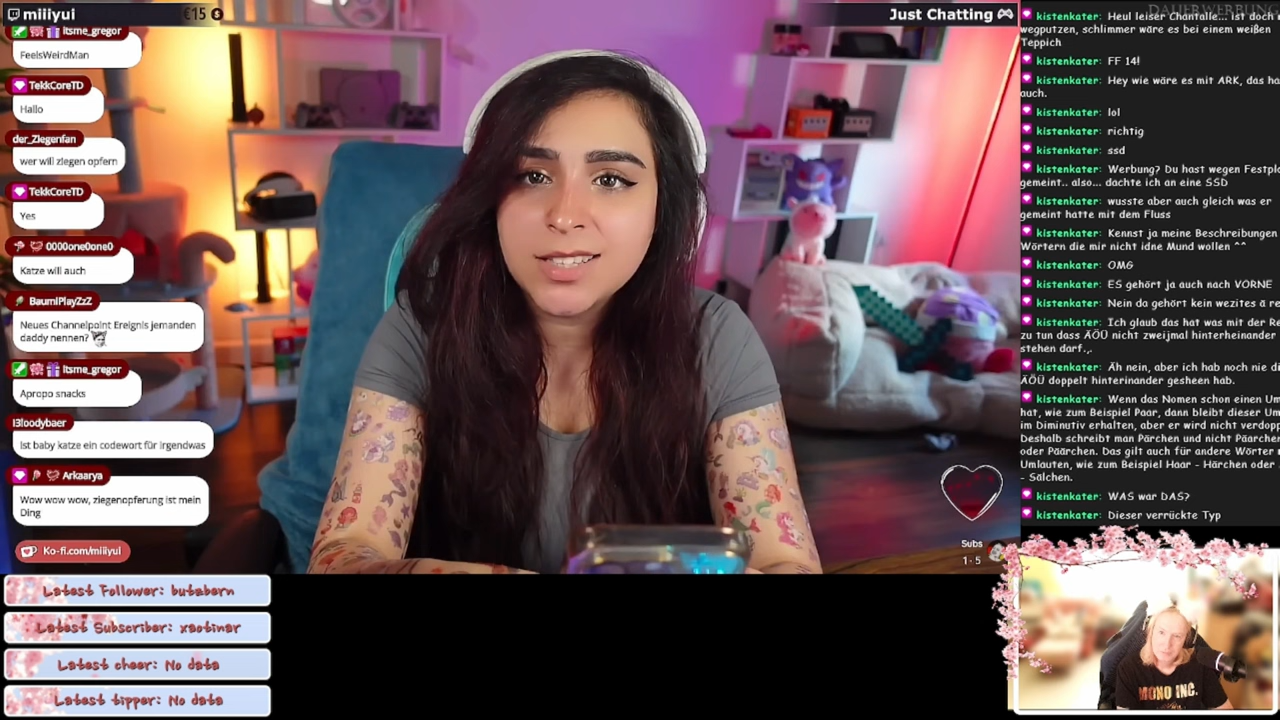 miiiyui
€15
Just Chatting
DAUERWERBUNG
itsme_gregor
FeelsWeirdMan
TekkCoreTD
Hallo
der_Ziegenfan
wer will ziegen opfern
TekkCoreTD
Yes
0000one0one0
Katze will auch
BaumiPlayZzZ
Neues Channelpoint Ereignis jemanden
daddy nennen?
itsme_gregor
Apropo snacks
l3loodybaer
Ist baby katze ein codewort für irgendwas
Arkaarya
Wow wow wow, ziegenopferung ist mein
Ding
Ko-fi.com/miiiyui
Latest Follower: butzbern
Latest Subscriber: xaotinar
Latest cheer: No data
Latest tipper: No data
Subs
1 - 5
kistenkater: Heul leiser Chantalle... ist doch
wegputzen, schlimmer wäre es bei einem weißen
Teppich
kistenkater: FF 14!
kistenkater: Hey wie wäre es mit ARK, das ha
auch.
kistenkater: lol
kistenkater: richtig
kistenkater: ssd
kistenkater: Werbung? Du hast wegen Festpl
gemeint.. also... dachte ich an eine SSD
kistenkater: wusste aber auch gleich was er
gemeint hatte mit dem Fluss
kistenkater: Kennst ja meine Beschreibungen
Wörtern die mir nicht idne Mund wollen ^^
kistenkater: OMG
kistenkater: ES gehört ja auch nach VORNE
kistenkater: Nein da gehört kein wezites ä r
kistenkater: Ich glaub das hat was mit der R
zu tun dass ÄÖÜ nicht zweijmal hinterheinander
stehen darf.,.
kistenkater: Äh nein, aber ich hab noch nie di
ÄÖÜ doppelt hinterinander gesheen hab.
kistenkater: Wenn das Nomen schon einen Um
hat, wie zum Beispiel Paar, dann bleibt dieser Um
im Diminutiv erhalten, aber er wird nicht verdopp
Deshalb schreibt man Pärchen und nicht Päarche
oder Päärchen. Das gilt auch für andere Wörter
Umlauten, wie zum Beispiel Haar - Härchen oder
- Sälchen.
kistenkater: WAS war DAS?
kistenkater: Dieser verrückte Typ
MONO INC.